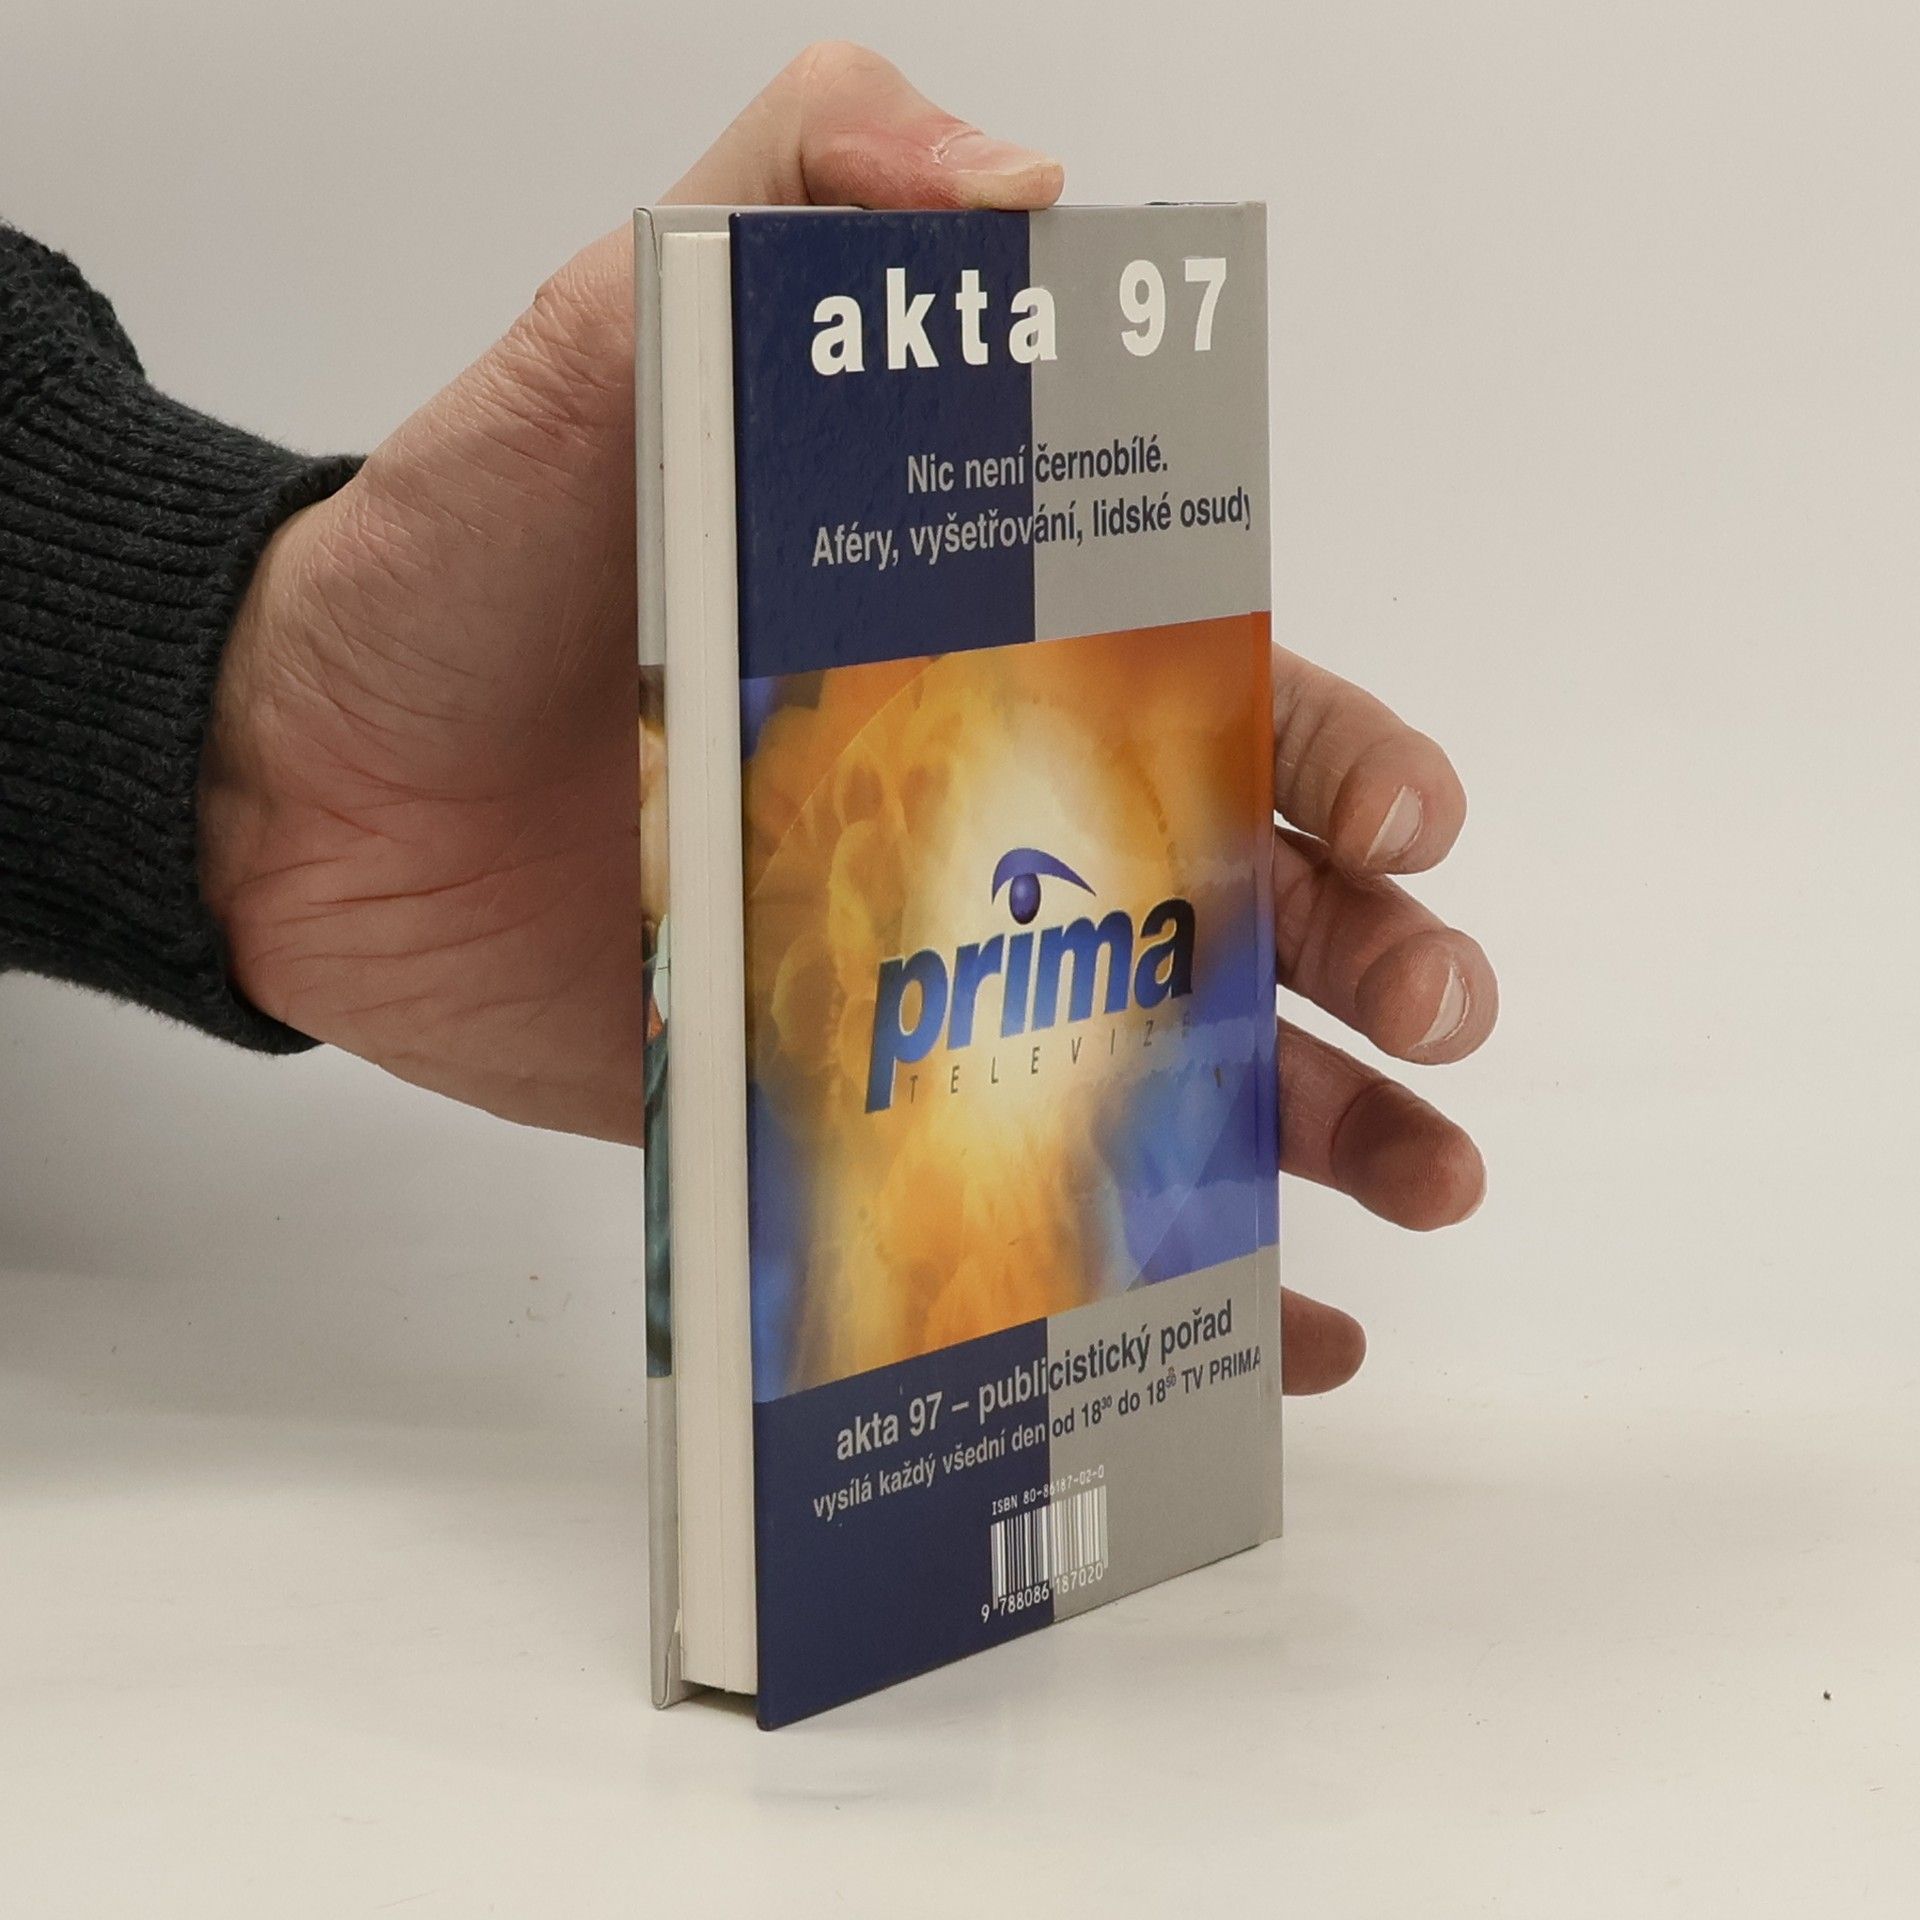 akta 97
Nic není černobílé.
Aféry, vyšetřování, lidské osudy
prima
TELEVIZE
akta 97 – publicistický pořad
vysílá každý všední den od 18³⁰ do 18⁵⁰ TV PRIMA
ISBN 80-86187-02-0
9 788086 187020